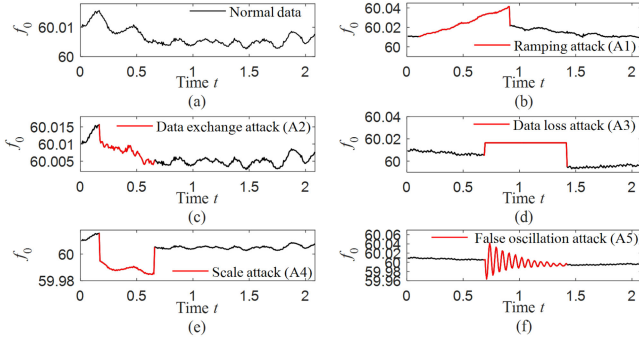 f0
60.01
60
Normal data
0 0.5 1 1.5 2
Time t
(a)
f0
60.04
60.02
60
Ramping attack (A1)
0 0.5 1 1.5 2
Time t
(b)
f0
60.015
60.01
60.005
Data exchange attack (A2)
0 0.5 1 1.5 2
Time t
(c)
f0
60.04
60.02
60
Data loss attack (A3)
0 0.5 1 1.5 2
Time t
(d)
f0
60
59.98
Scale attack (A4)
0 0.5 1 1.5 2
Time t
(e)
f0
60.06
60.04
60.02
60
59.98
59.96
False oscillation attack (A5)
0 0.5 1 1.5 2
Time t
(f)